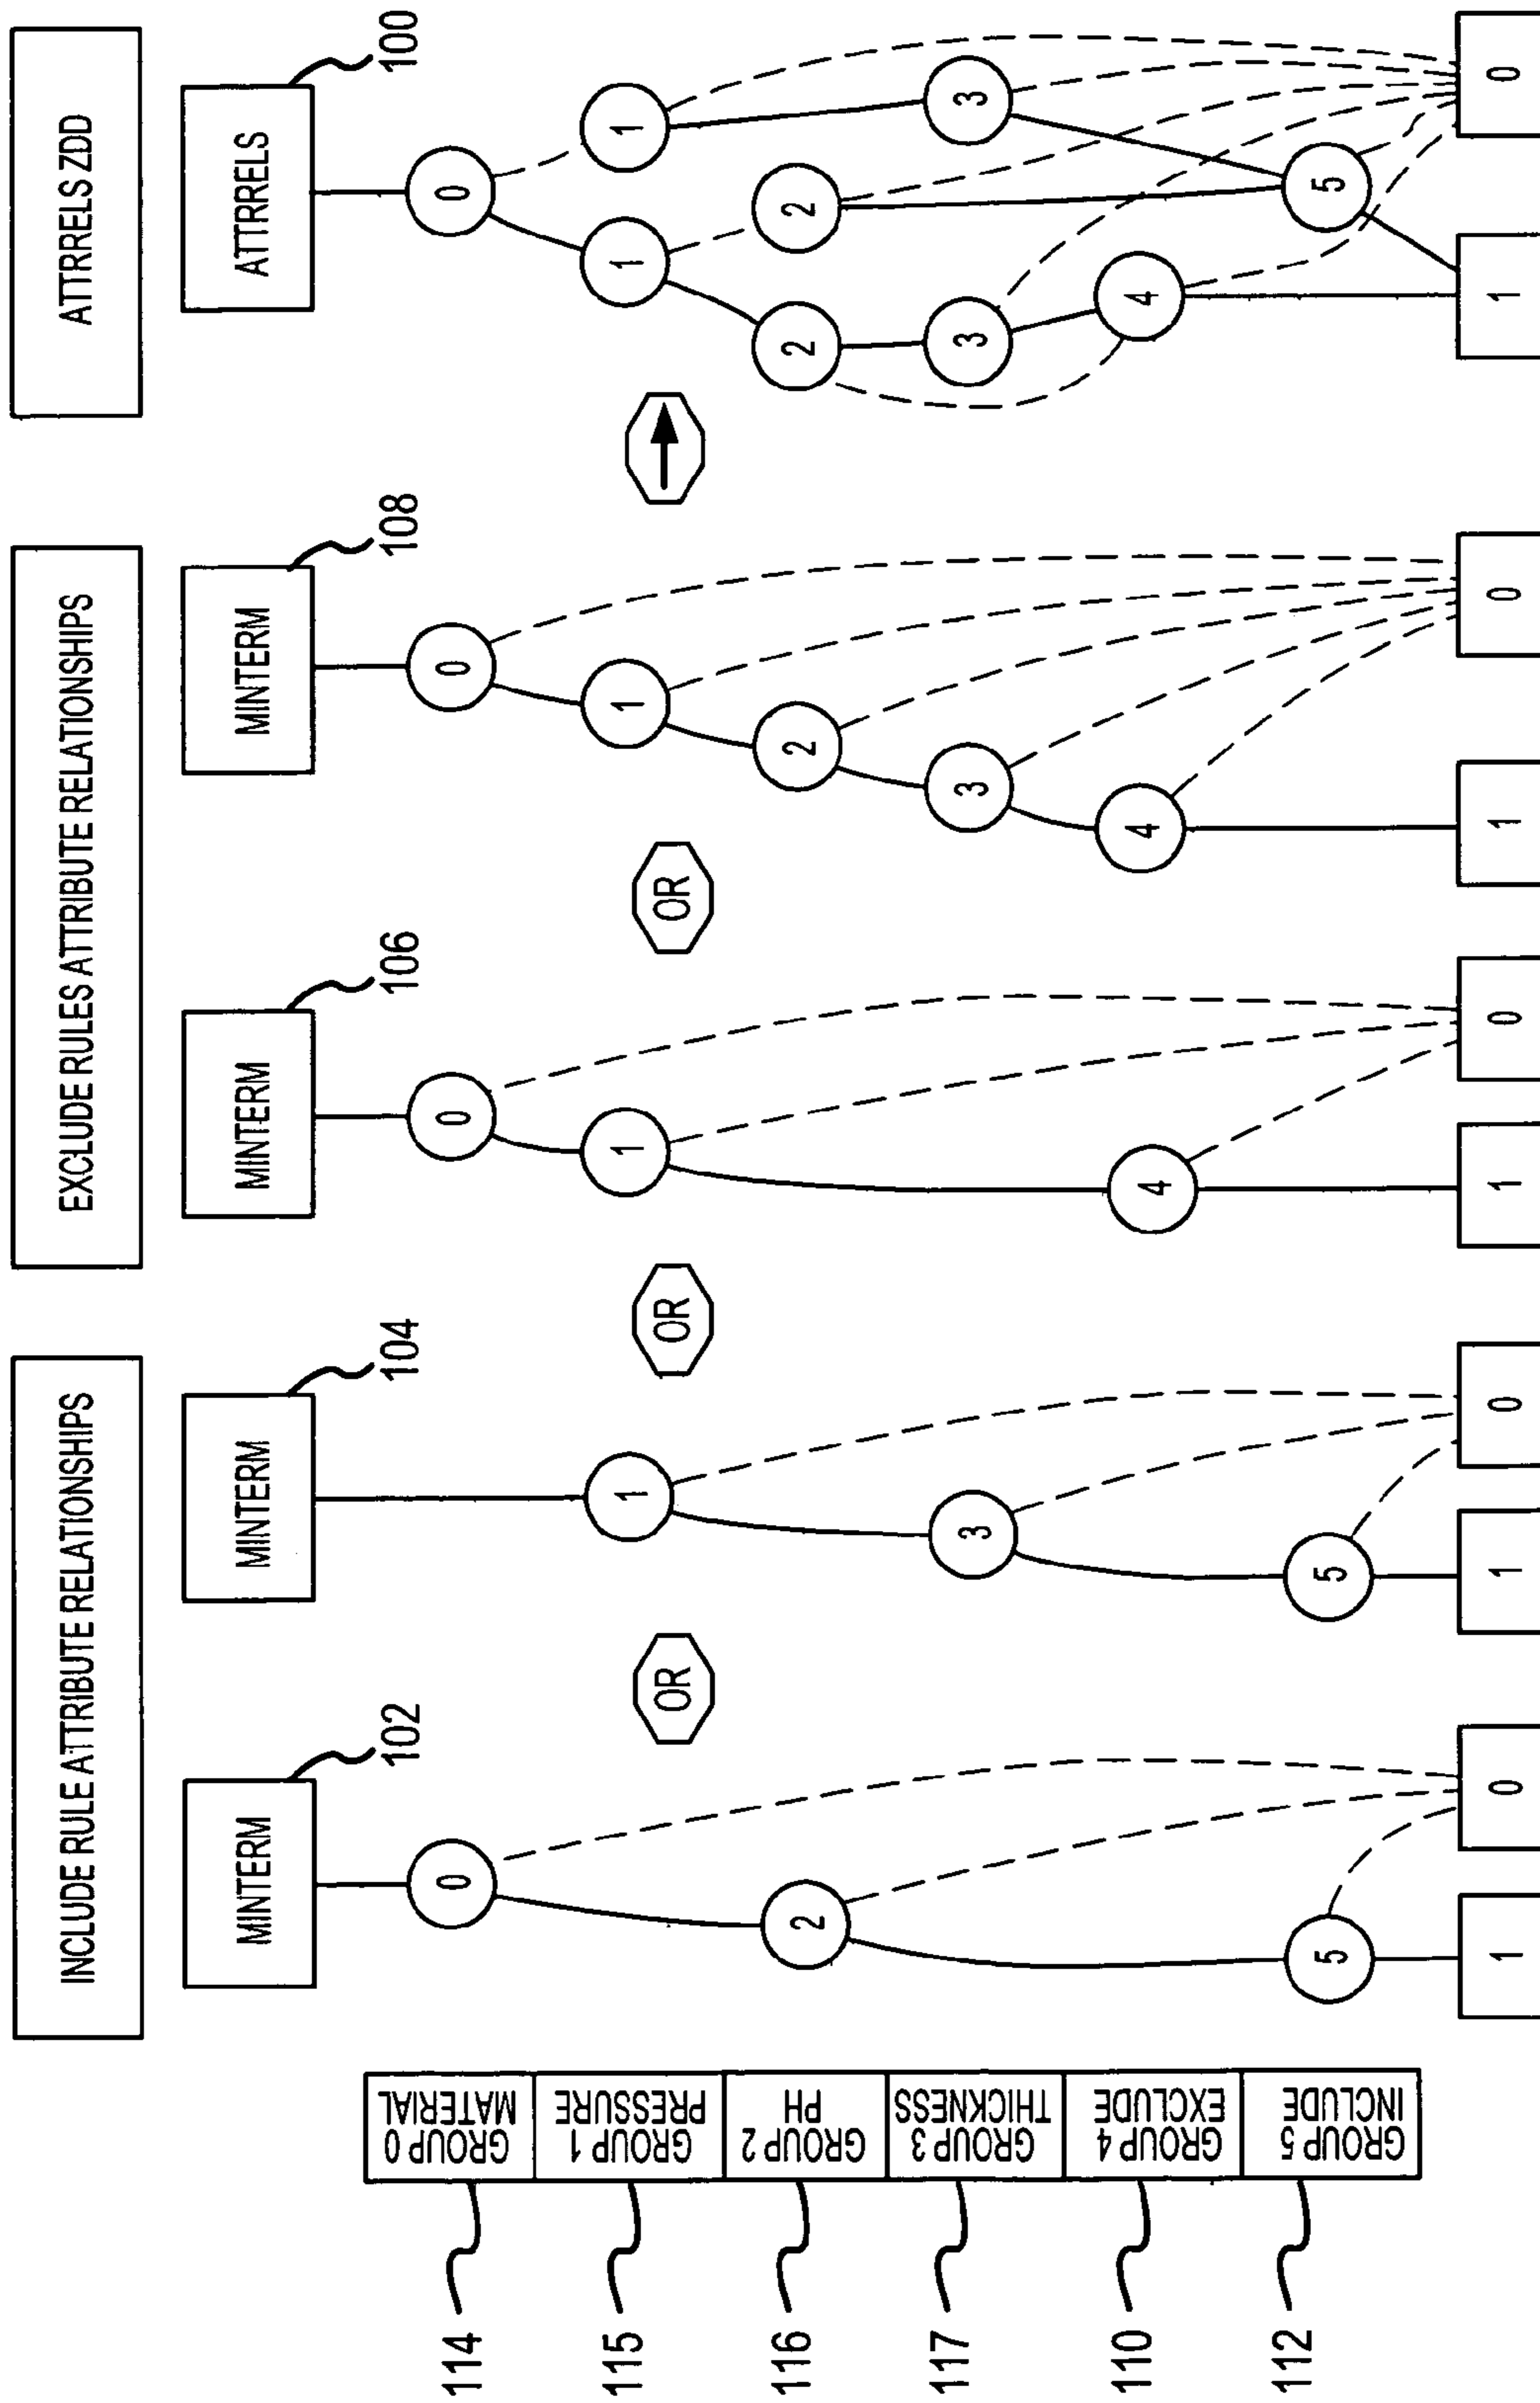 INCLUDE RULE ATTRIBUTE RELATIONSHIPS
EXCLUDE RULES ATTRIBUTE RELATIONSHIPS
ATTRRELS ZDD
MINTERM
102
MINTERM
104
MINTERM
106
MINTERM
108
ATTRRELS
100
114
GROUP 0
MATERIAL
115
GROUP 1
PRESSURE
116
GROUP 2
PH
117
GROUP 3
THICKNESS
110
GROUP 4
EXCLUDE
112
GROUP 5
INCLUDE
0
2
5
1
0
OR
1
3
5
1
0
OR
0
1
4
1
0
OR
0
1
2
3
4
1
0
0
1
1
2
2
3
3
4
5
1
0